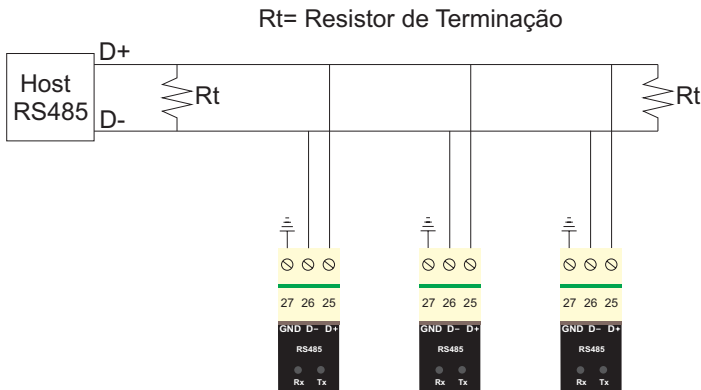 Rt= Resistor de Terminação
D+
Host
RS485
Rt
Rt
D-
27 26 25
27 26 25
27 26 25
GND D- D+
GND D- D+
GND D- D+
RS485
RS485
RS485
Rx Tx
Rx Tx
Rx Tx